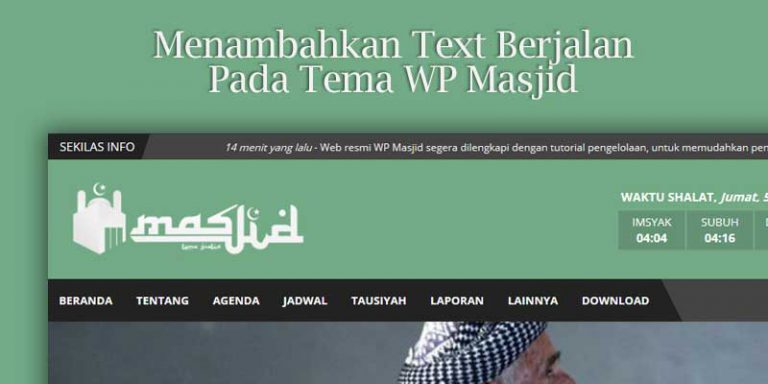 Menambahkan Text Berjalan
Pada Tema WP Masjid
SEKILAS INFO
14 menit yang lalu - Web resmi WP Masjid segera dilengkapi dengan tutorial pengelolaan, untuk memudahkan pen
masjid
WAKTU SHALAT, Jumat, 5
IMSYAK SUBUH
04:04 04:16
BERANDA TENTANG AGENDA JADWAL TAUSIYAH LAPORAN LAINNYA DOWNLOAD